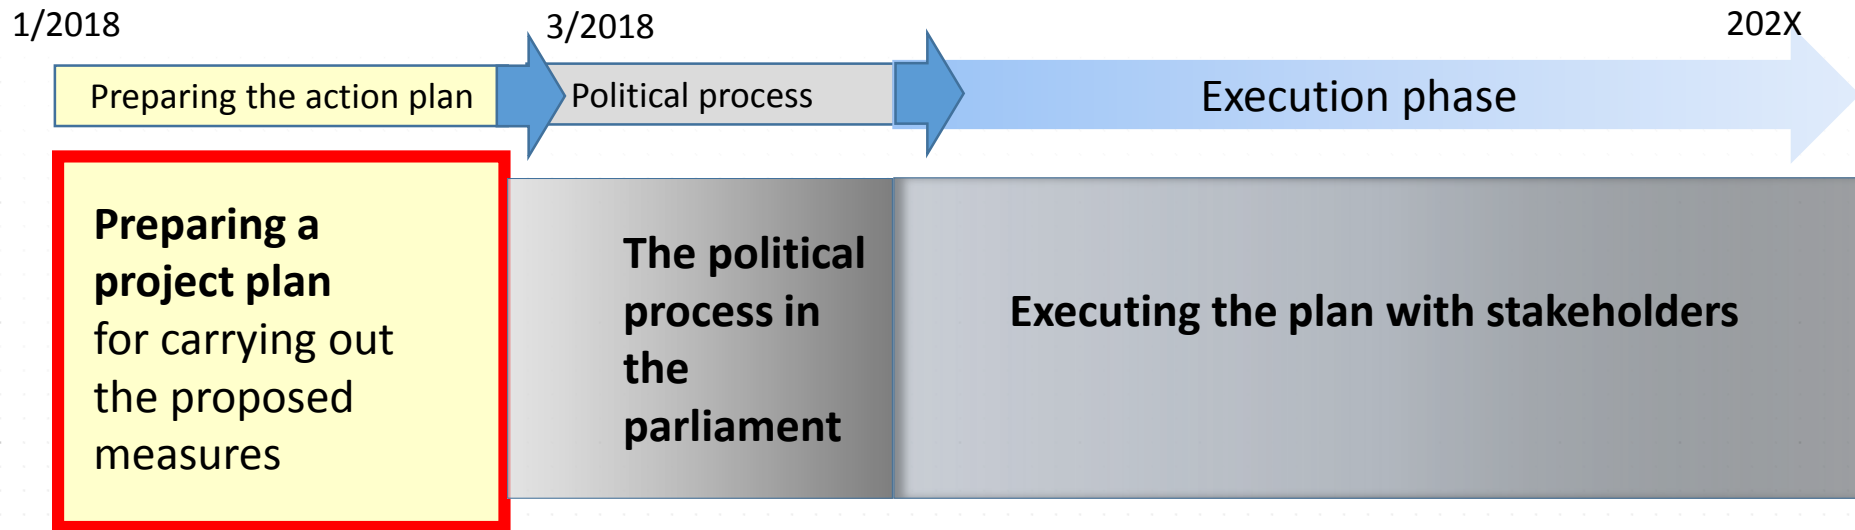 1/2018
3/2018
202X
Preparing the action plan
Political process
Execution phase
Preparing a
project plan
for carrying out
the proposed
measures
The political
process in
the
parliament
Executing the plan with stakeholders